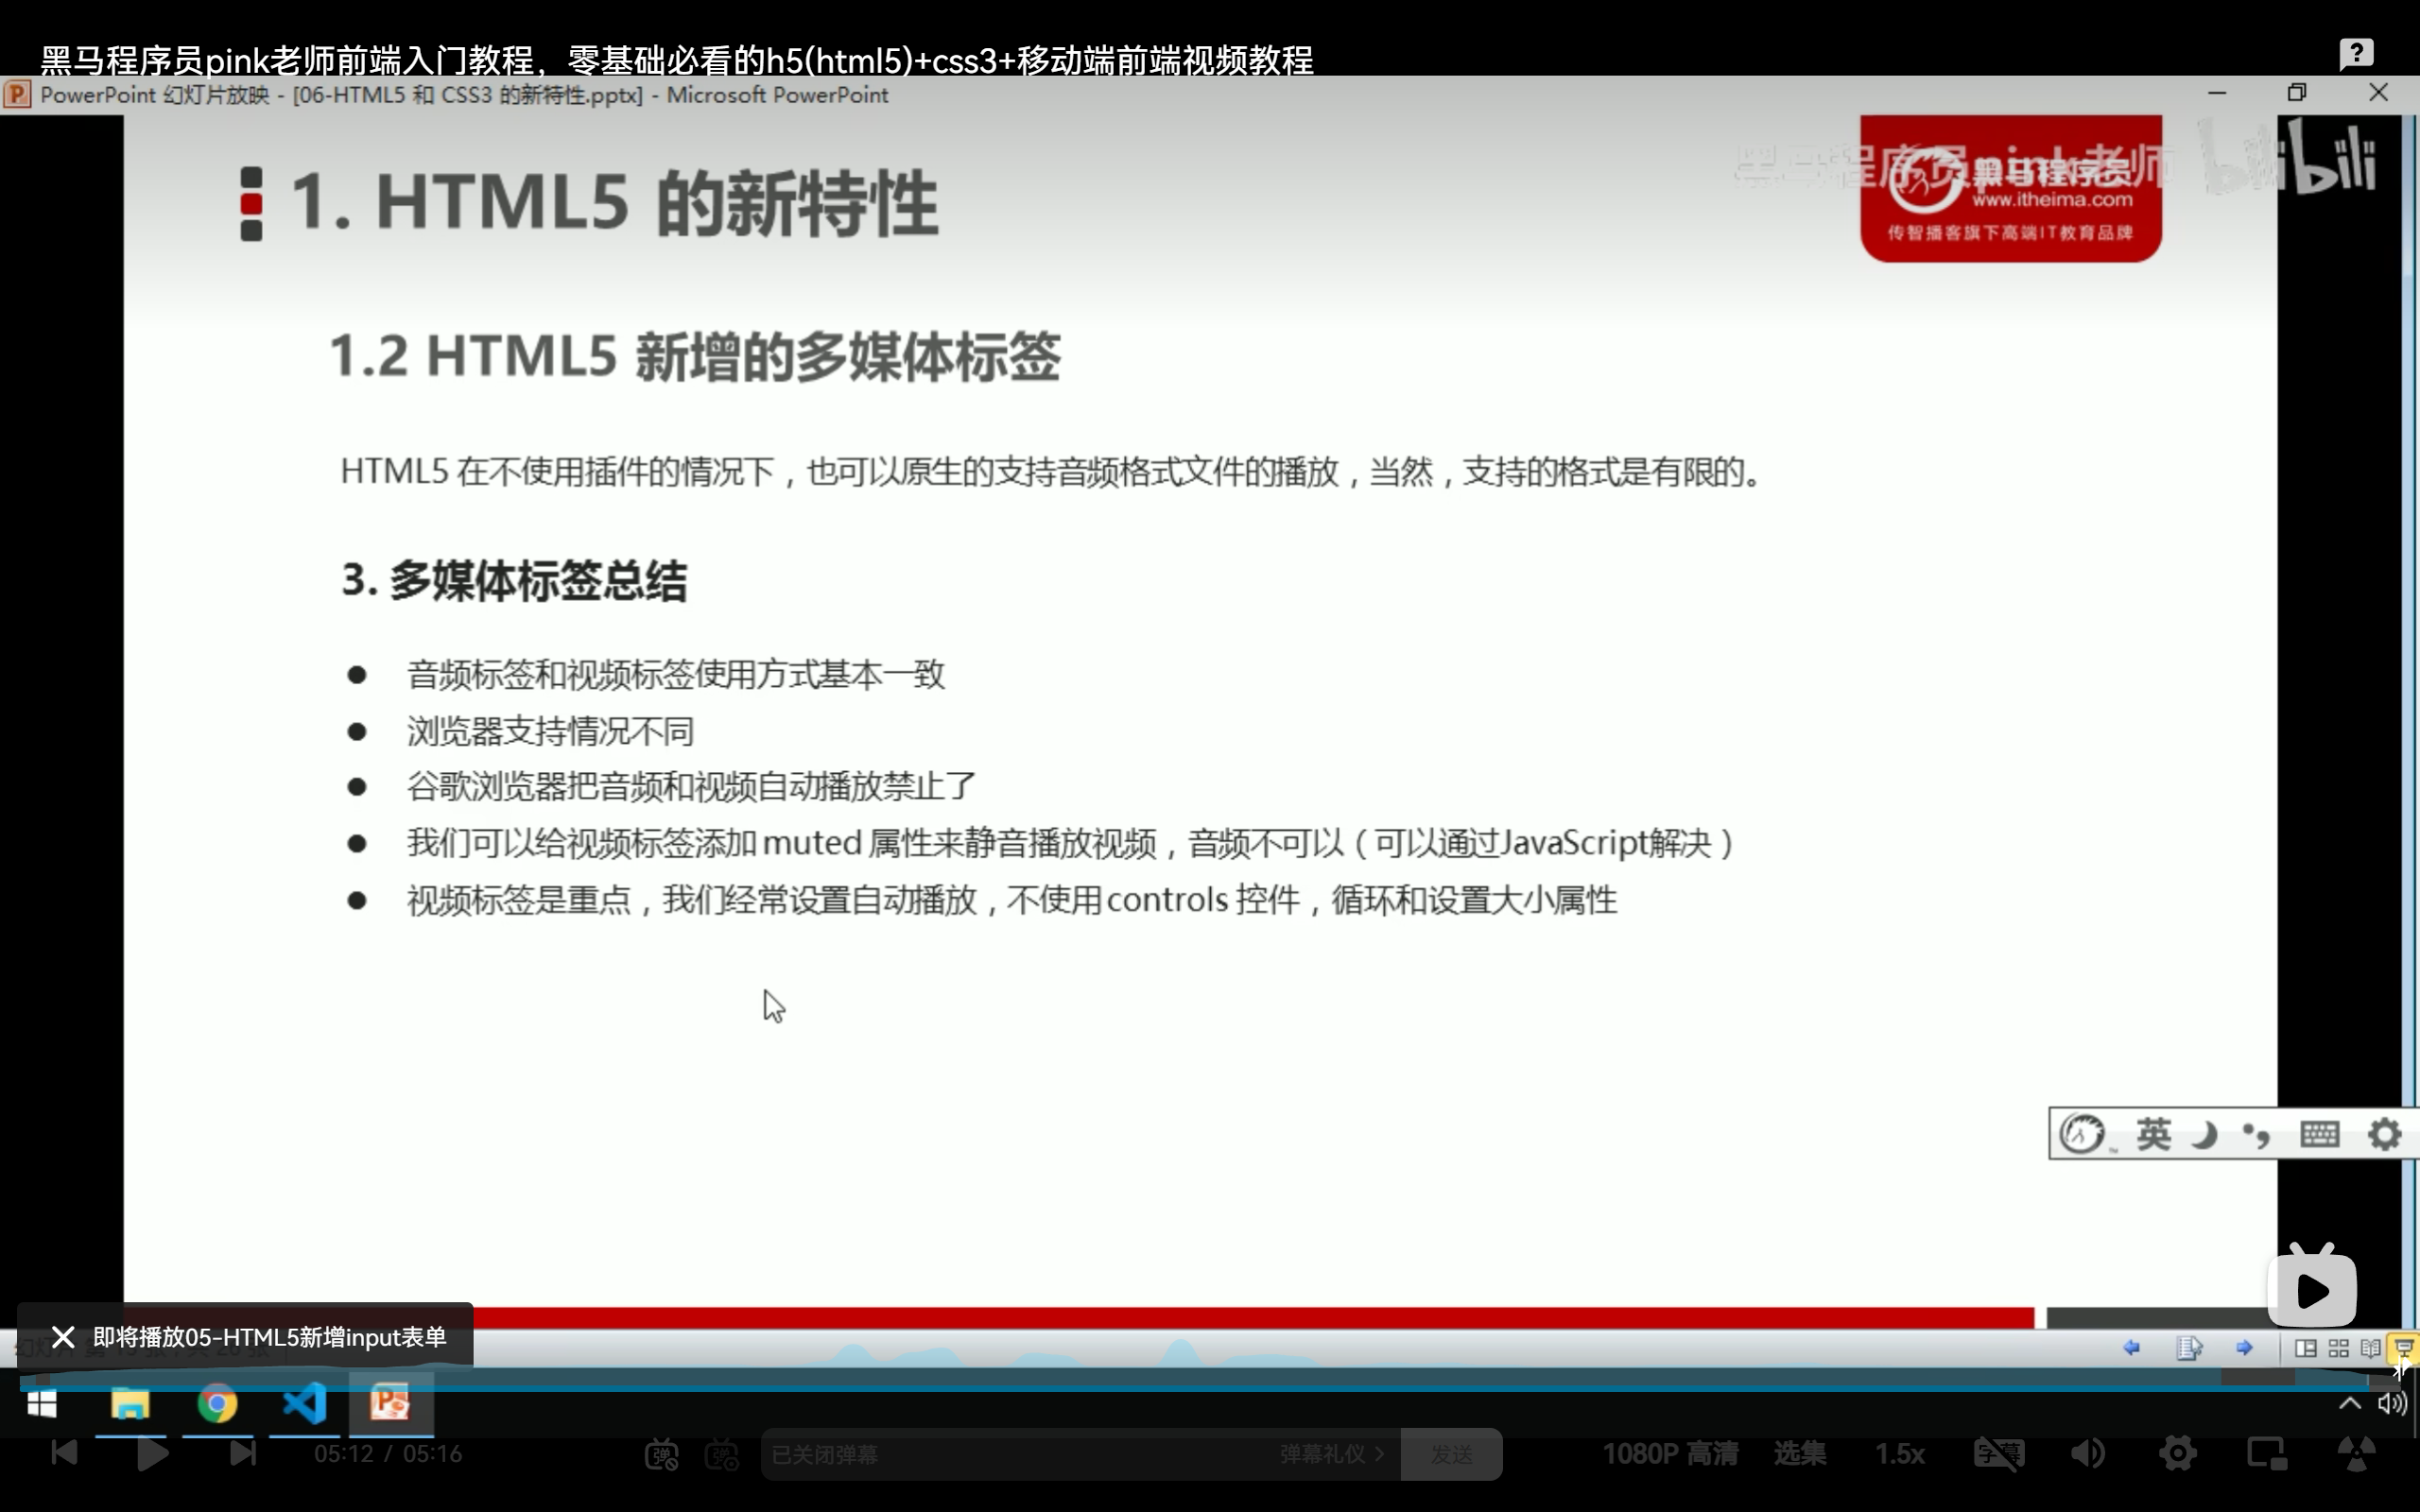 黑马程序员pink老师前端入门教程，零基础必看的h5(html5)+css3+移动端前端视频教程
PowerPoint 幻灯片放映 - [06-HTML5 和 CSS3 的新特性.pptx] - Microsoft PowerPoint
1. HTML5 的新特性
黑马程序员pink老师
bilibili
黑马程序员
www.itheima.com
传智播客旗下高端IT教育品牌
1.2 HTML5 新增的多媒体标签
HTML5 在不使用插件的情况下，也可以原生的支持音频格式文件的播放，当然，支持的格式是有限的。
3. 多媒体标签总结
● 音频标签和视频标签使用方式基本一致
● 浏览器支持情况不同
● 谷歌浏览器把音频和视频自动播放禁止了
● 我们可以给视频标签添加 muted 属性来静音播放视频，音频不可以（可以通过JavaScript解决）
● 视频标签是重点，我们经常设置自动播放，不使用 controls 控件，循环和设置大小属性
英
即将播放05-HTML5新增input表单
05:12 / 05:16
弹
弹
已关闭弹幕
弹幕礼仪 >
发送
1080P 高清
选集
1.5x
字幕